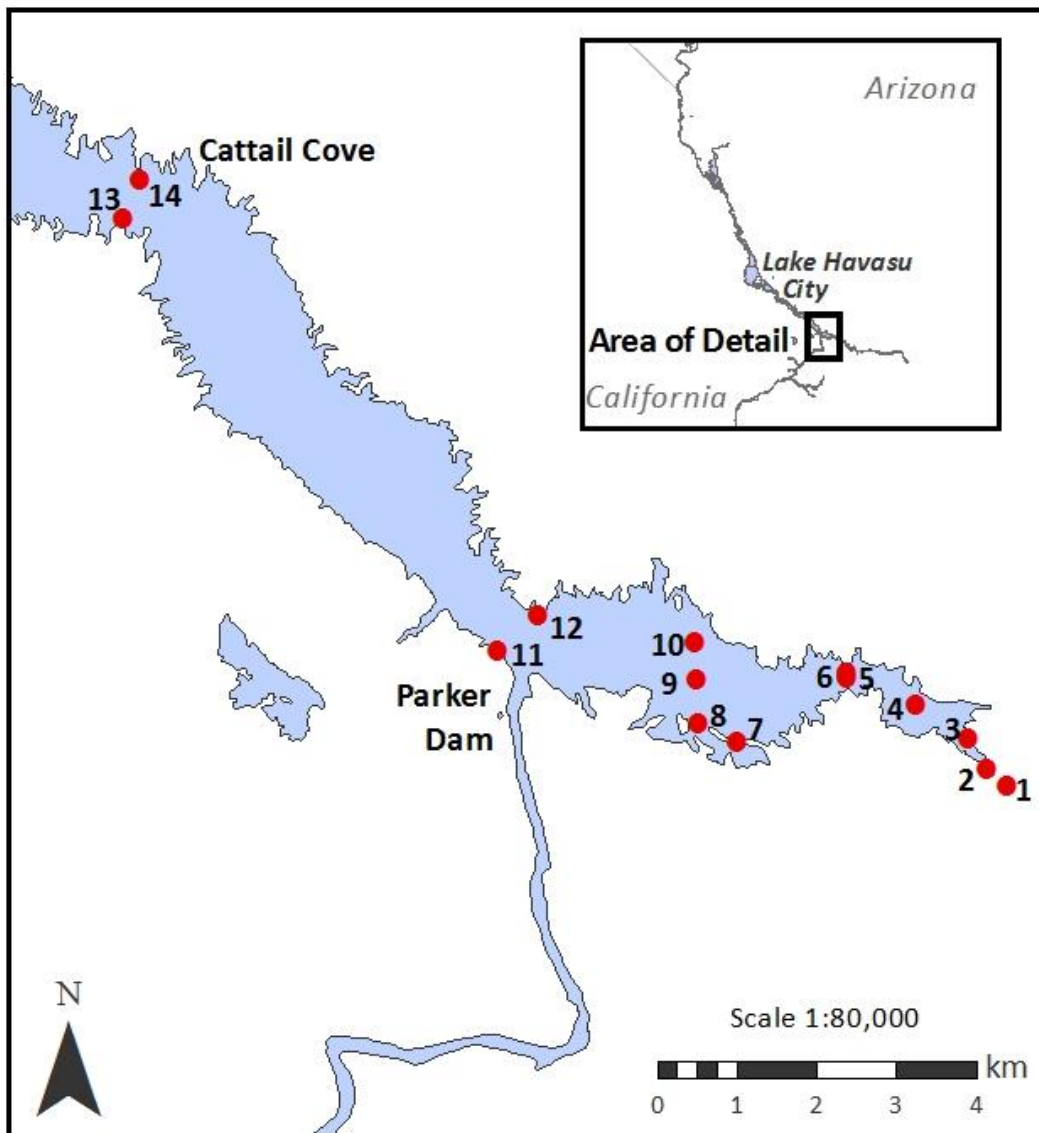 Arizona
Lake Havasu
City
Area of Detail
California
Cattail Cove
13
14
12
11
10
9
8
7
6
5
4
3
2
1
Parker
Dam
N
Scale 1:80,000
km
0 1 2 3 4